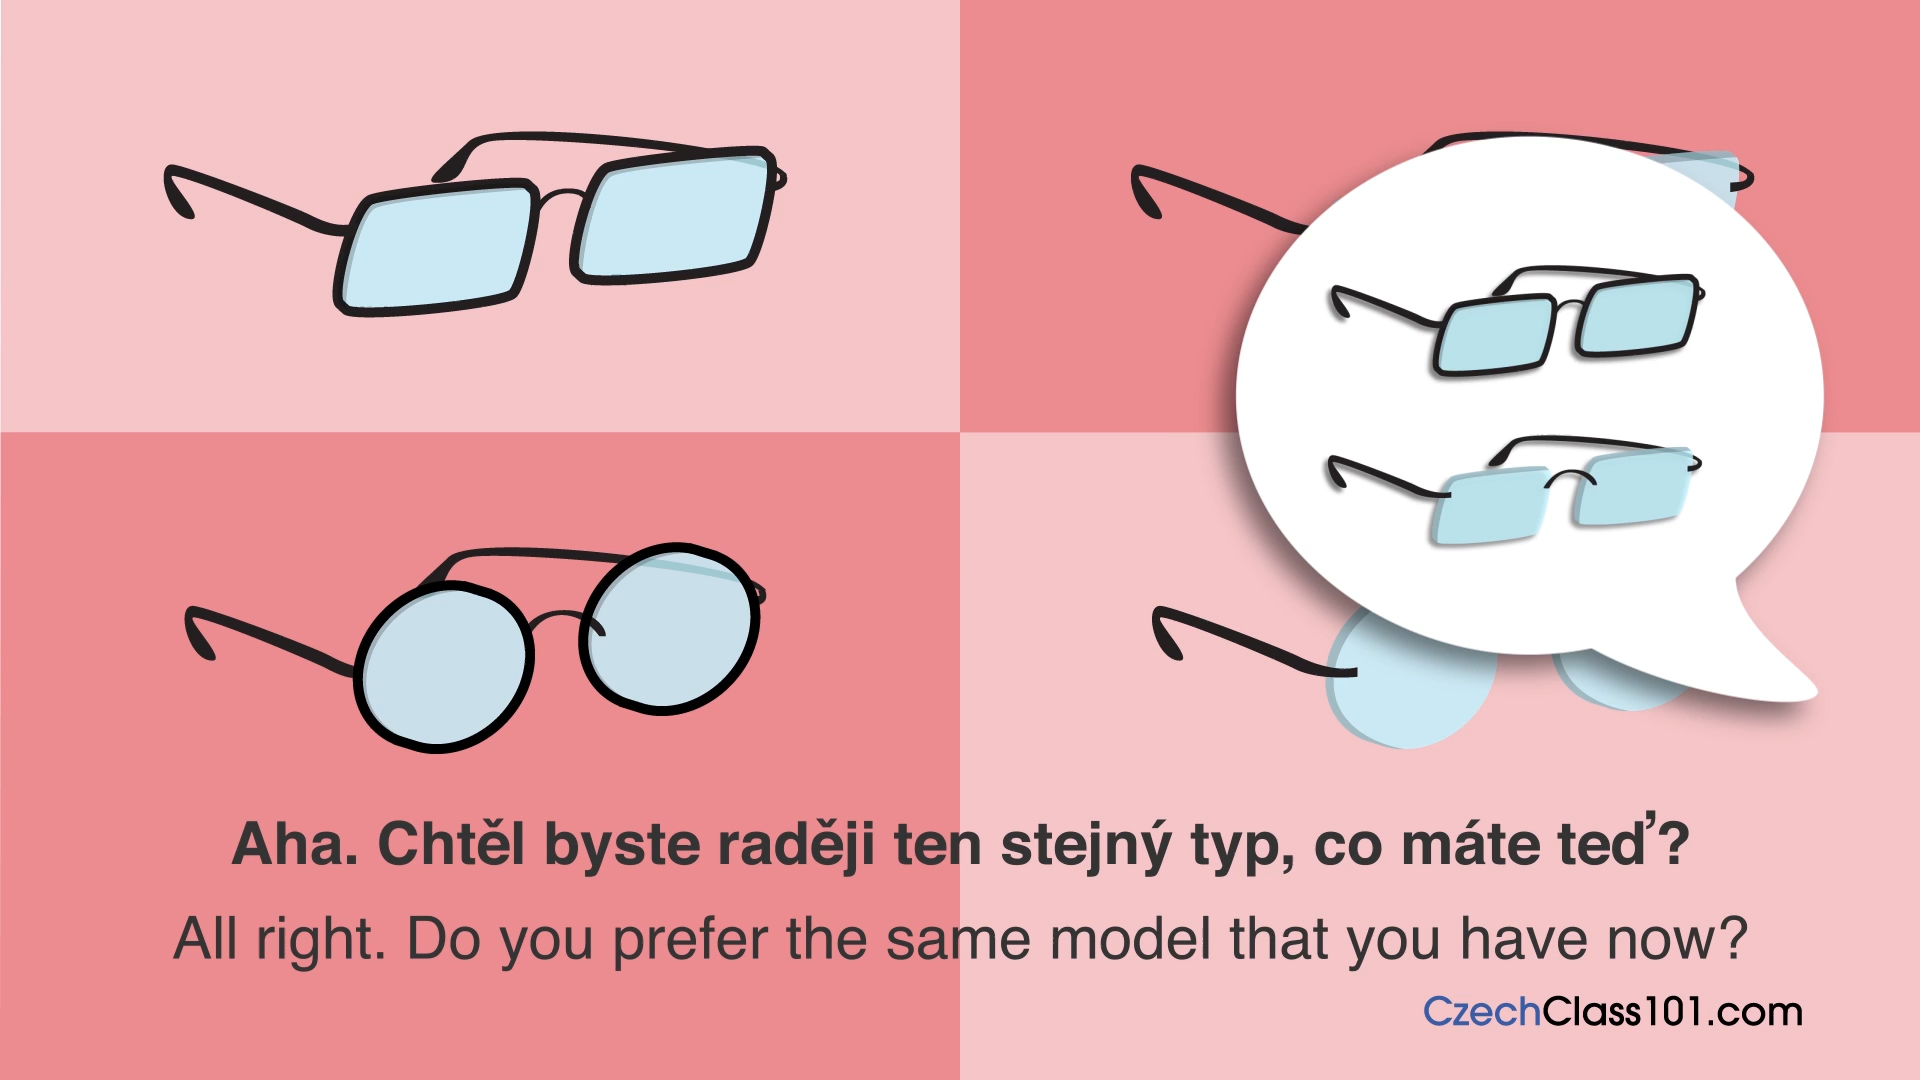 Aha. Chtěl byste raději ten stejný typ, co máte teď?
All right. Do you prefer the same model that you have now?
CzechClass101.com